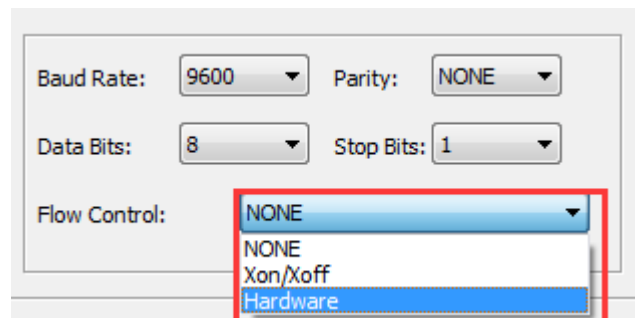 Baud Rate: 9600 Parity: NONE
Data Bits: 8 Stop Bits: 1
Flow Control: NONE
NONE
Xon/Xoff
Hardware